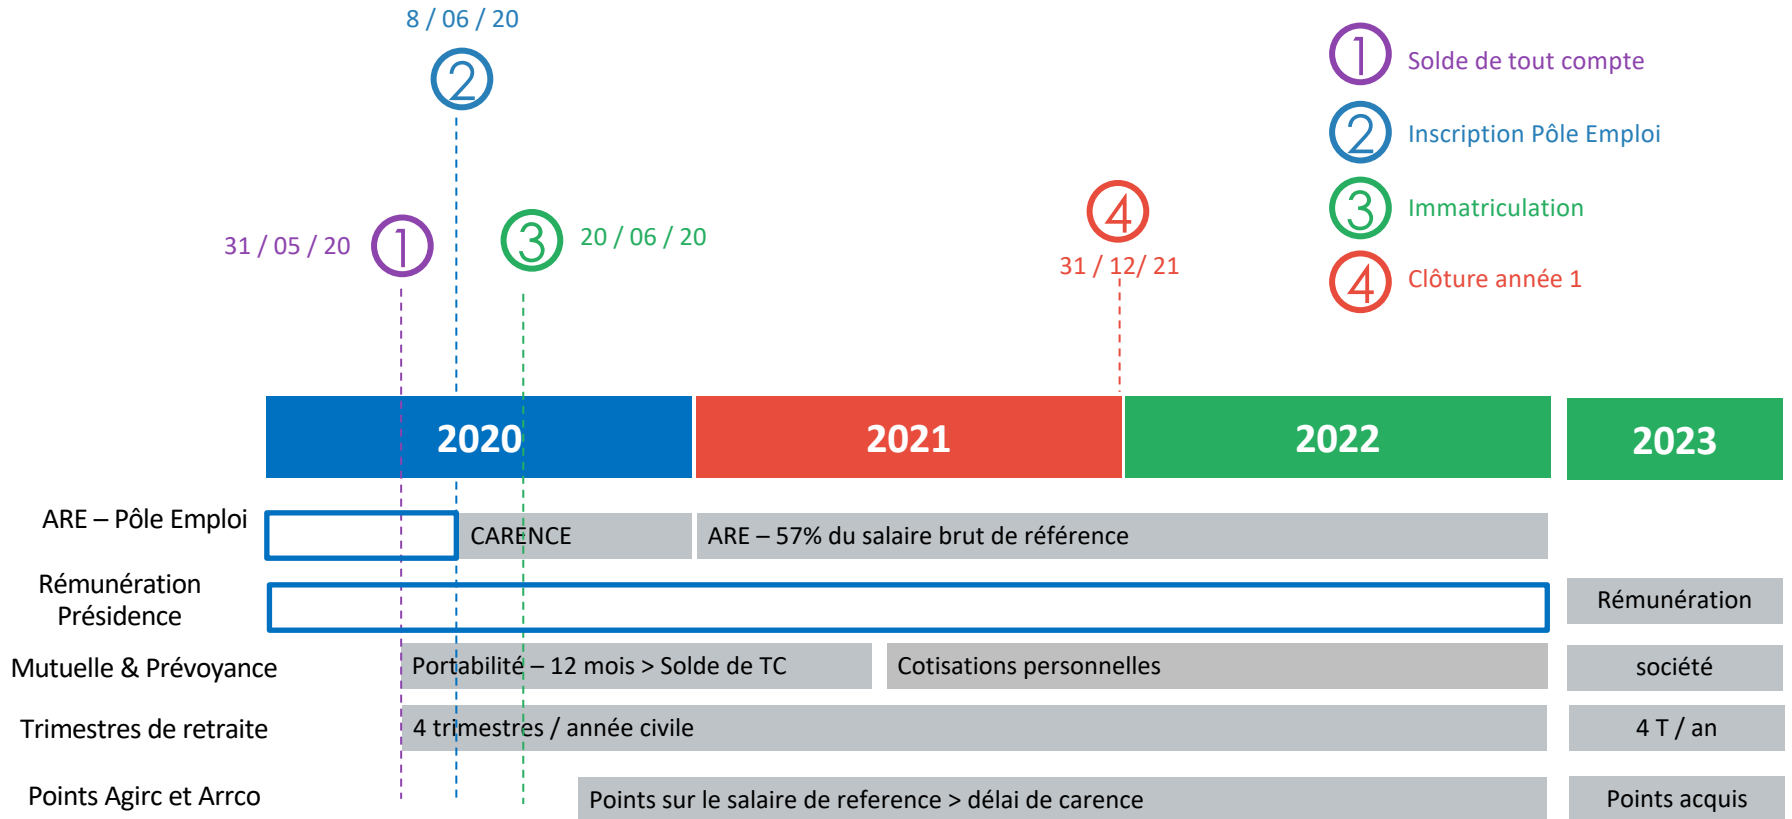 8 / 06 / 20
2
1 Solde de tout compte
2 Inscription Pôle Emploi
3 Immatriculation
4 Clôture année 1
31 / 05 / 20 1
3 20 / 06 / 20
4
31 / 12/ 21
2020 2021 2022 2023
ARE – Pôle Emploi
CARENCE
ARE – 57% du salaire brut de référence
Rémunération
Présidence
Rémunération
Mutuelle & Prévoyance
Portabilité – 12 mois > Solde de TC
Cotisations personnelles
société
Trimestres de retraite
4 trimestres / année civile
4 T / an
Points Agirc et Arrco
Points sur le salaire de reference > délai de carence
Points acquis